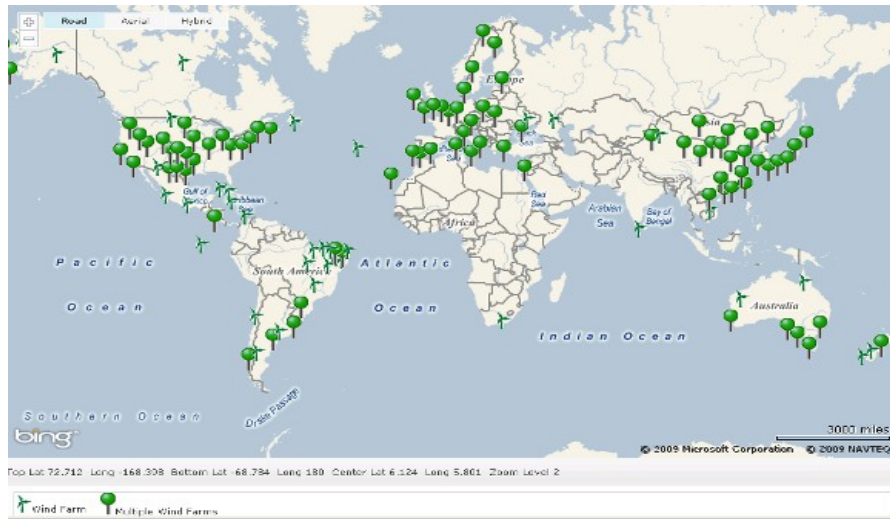 Road Aerial Hybrid
Europe
Asia
Black
Sea
Gulf of
Mexico
Caribbean
Sea
Red
Sea
Arabian
Sea
Bay of
Bengal
Africa
Pacific
Ocean
South America
Atlantic
Ocean
Indian Ocean
Australia
Southern Ocean
Drake Passage
bing
3000 miles
© 2009 Microsoft Corporation © 2009 NAVTEQ
Top Lat 72.712 Long -168.398 Bottom Lat -68.784 Long 180 Center Lat 6.124 Long 5.801 Zoom Level 2
Wind Farm Multiple Wind Farms